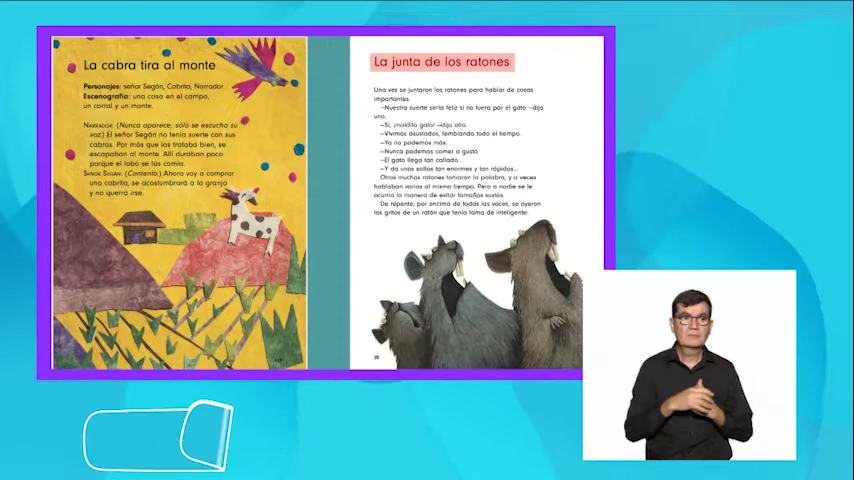 La cabra tira al monte
Personajes: señor Segán, Cabrita, Narrador.
Escenografía: una casa en el campo,
un corral y un monte.
NARRADOR: (Nunca aparece, sólo se escucha su
voz.) El señor Segán no tenía suerte con sus
cabras. Por más que las trataba bien, se
escapaban al monte. Allí duraban poco
porque el lobo se las comía.
SEÑOR SEGÁN: (Contento.) Ahora voy a comprar
una cabrita, se acostumbrará a la granja
y no querrá irse.
La junta de los ratones
Una vez se juntaron los ratones para hablar de cosas
importantes.
—Nuestra suerte sería feliz si no fuera por el gato —dijo
uno.
—Sí, ¡maldito gato! —dijo otro.
—Vivimos asustados, temblando todo el tiempo.
—Ya no podemos más.
—Nunca podemos comer a gusto.
—El gato llega tan callado...
—Y da unos saltos tan enormes y tan rápidos...
Otros muchos ratones tomaron la palabra, y a veces
hablaban varios al mismo tiempo. Pero a nadie se le
ocurría la manera de evitar tamaños sustos.
De repente, por encima de todas las voces, se oyeron
los gritos de un ratón que tenía fama de inteligente: